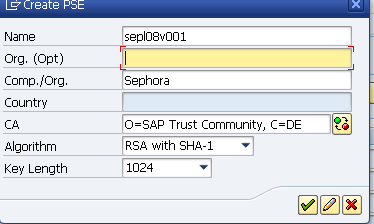 Create PSE
Name sepl08v001
Org. (Opt)
Comp./Org. Sephora
Country
CA O=SAP Trust Community, C=DE
Algorithm RSA with SHA-1
Key Length 1024